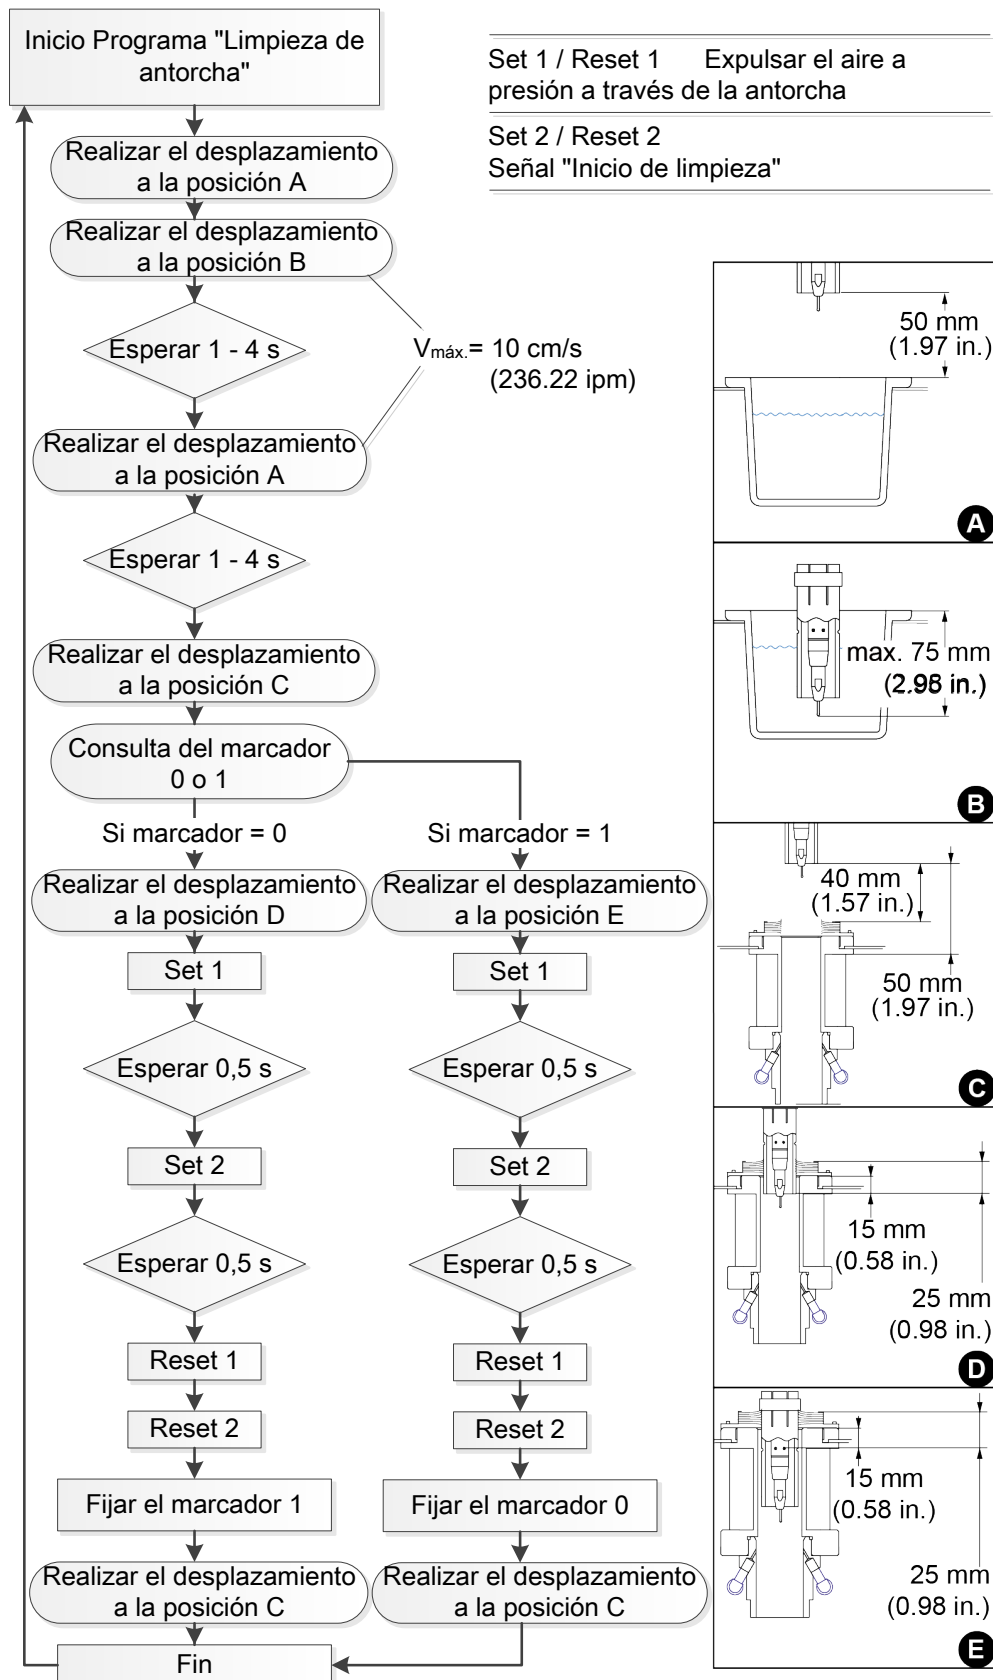 Inicio Programa "Limpieza de
antorcha"
Realizar el desplazamiento
a la posición A
Realizar el desplazamiento
a la posición B
Esperar 1 - 4 s
Vmáx.= 10 cm/s
(236.22 ipm)
Realizar el desplazamiento
a la posición A
Esperar 1 - 4 s
Realizar el desplazamiento
a la posición C
Consulta del marcador
0 o 1
Si marcador = 0
Realizar el desplazamiento
a la posición D
Set 1
Esperar 0,5 s
Set 2
Esperar 0,5 s
Reset 1
Reset 2
Fijar el marcador 1
Realizar el desplazamiento
a la posición C
Si marcador = 1
Realizar el desplazamiento
a la posición E
Set 1
Esperar 0,5 s
Set 2
Esperar 0,5 s
Reset 1
Reset 2
Fijar el marcador 0
Realizar el desplazamiento
a la posición C
Fin
Set 1 / Reset 1 Expulsar el aire a
presión a través de la antorcha
Set 2 / Reset 2
Señal "Inicio de limpieza"
50 mm
(1.97 in.)
A
max. 75 mm
(2.98 in.)
B
40 mm
(1.57 in.)
50 mm
(1.97 in.)
C
15 mm
(0.58 in.)
25 mm
(0.98 in.)
D
15 mm
(0.58 in.)
25 mm
(0.98 in.)
E